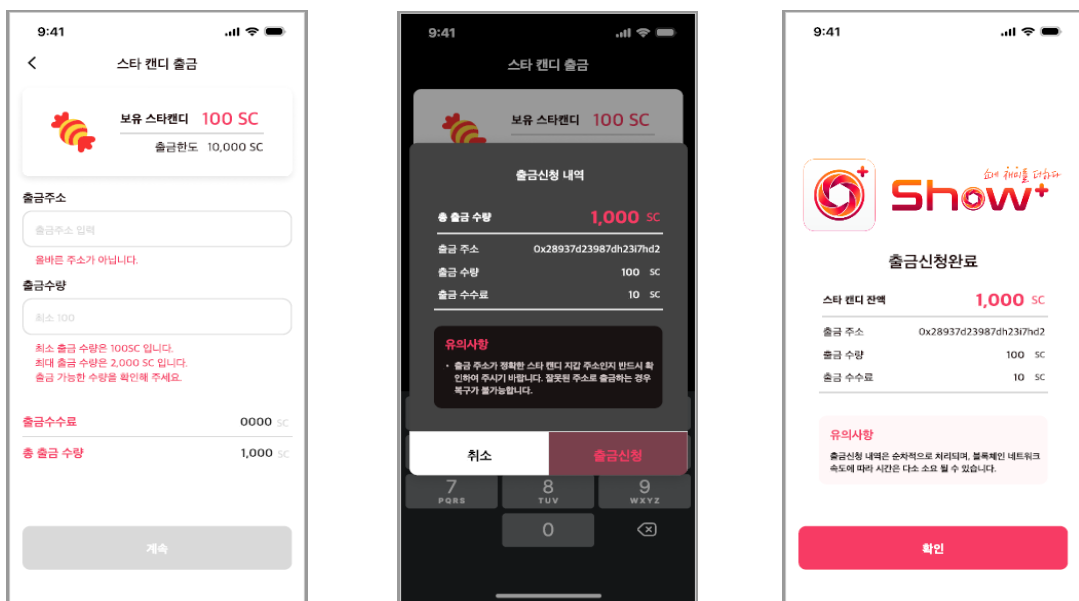 9:41
스타 캔디 출금
보유 스타캔디 100 SC
출금한도 10,000 SC
출금주소
출금주소 입력
올바른 주소가 아닙니다.
출금수량
최소 100
최소 출금 수량은 100SC 입니다.
최대 출금 수량은 2,000 SC 입니다.
출금 가능한 수량을 확인해 주세요.
출금수수료 0000 SC
총 출금 수량 1,000 SC
계속
9:41
스타 캔디 출금
보유 스타캔디 100 SC
출금신청 내역
총 출금 수량 1,000 SC
출금 주소 0x28937d23987dh23i7hd2
출금 수량 100 SC
출금 수수료 10 SC
유의사항
• 출금 주소가 정확한 스타 캔디 지갑 주소인지 반드시 확
인하여 주시기 바랍니다. 잘못된 주소로 출금하는 경우
복구가 불가능합니다.
취소 출금신청
7 8 9
PQRS TUV WXYZ
0
9:41
쇼에 재미를 더하다
Show+
출금신청완료
스타 캔디 잔액 1,000 SC
출금 주소 0x28937d23987dh23i7hd2
출금 수량 100 SC
출금 수수료 10 SC
유의사항
출금신청 내역은 순차적으로 처리되며, 블록체인 네트워크
속도에 따라 시간은 다소 소요 될 수 있습니다.
확인